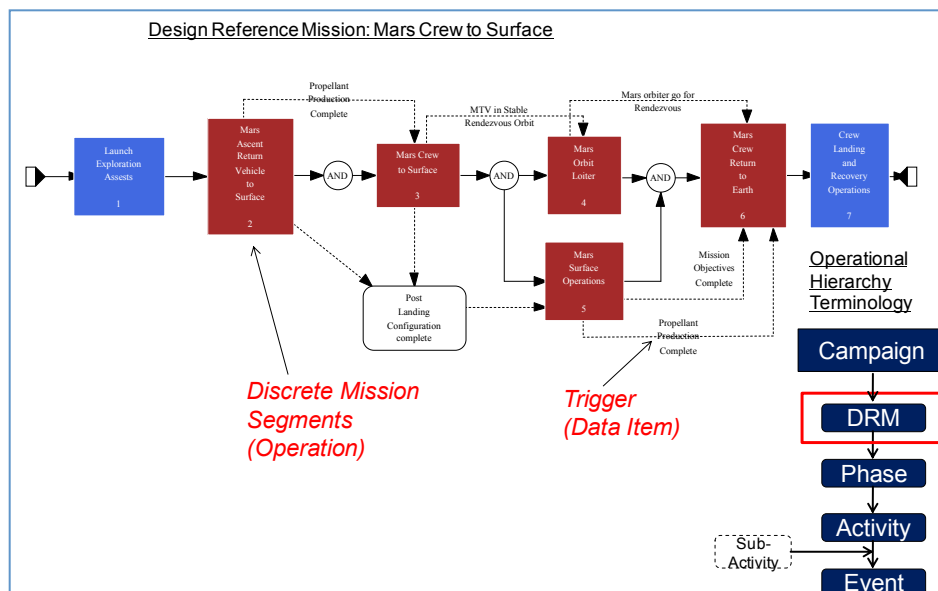 Design Reference Mission: Mars Crew to Surface
Propellant
Production
Complete
MTV in Stable
Rendezvous Orbit
Mars orbiter go for
Rendezvous
Launch
Exploration
Assests
1
Mars
Ascent
Return
Vehicle
to
Surface
2
AND
Mars Crew
to Surface
3
AND
Mars
Orbit
Loiter
4
AND
Mars
Crew
Return
to
Earth
6
Crew
Landing
and
Recovery
Operations
7
Mars
Surface
Operations
5
Mission
Objectives
Complete
Post
Landing
Configuration
complete
Propellant
Production
Complete
Discrete Mission
Segments
(Operation)
Trigger
(Data Item)
Operational
Hierarchy
Terminology
Campaign
DRM
Phase
Activity
Sub-
Activity
Event